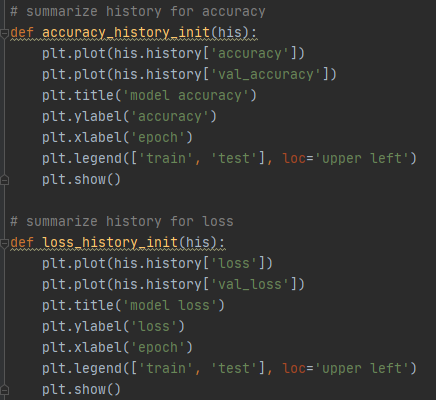 # summarize history for accuracy
def accuracy_history_init(his):
    plt.plot(his.history['accuracy'])
    plt.plot(his.history['val_accuracy'])
    plt.title('model accuracy')
    plt.ylabel('accuracy')
    plt.xlabel('epoch')
    plt.legend(['train', 'test'], loc='upper left')
    plt.show()

# summarize history for loss
def loss_history_init(his):
    plt.plot(his.history['loss'])
    plt.plot(his.history['val_loss'])
    plt.title('model loss')
    plt.ylabel('loss')
    plt.xlabel('epoch')
    plt.legend(['train', 'test'], loc='upper left')
    plt.show()